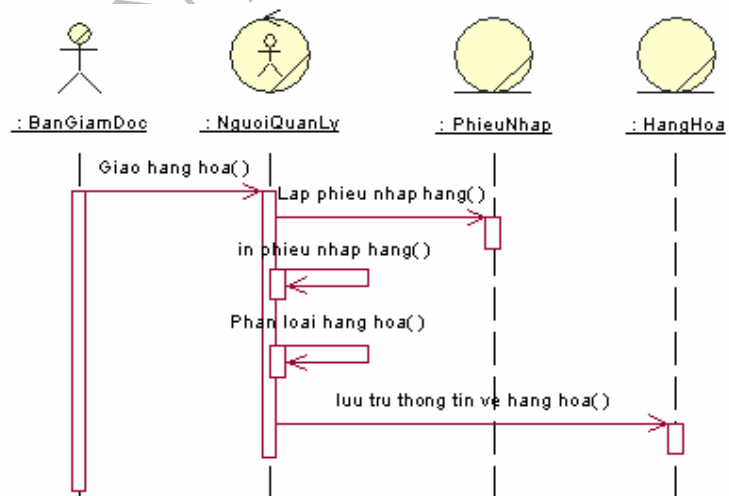 : BanGiamDoc
: NguoiQuanLy
: PhieuNhap
: HangHoa
Giao hang hoa()
Lap phieu nhap hang()
in phieu nhap hang()
Phan loai hang hoa()
luu tru thong tin ve hang hoa()